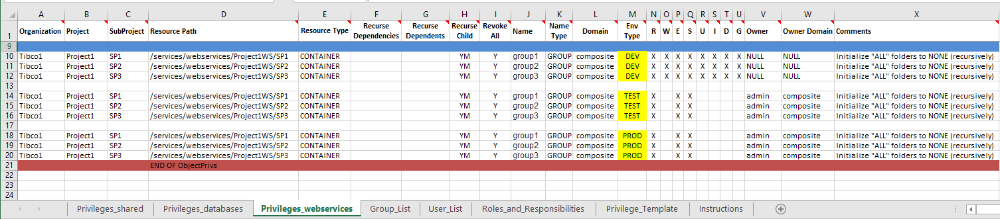 A B C D E F G H I J K L M N O P Q R S T U V W X
1 Organization Project SubProject Resource Path Resource Type Recurse Dependencies Recurse Dependents Recurse Child Revoke All Name Name Type Domain Env Type R W E S U I D G Owner Owner Domain Comments
9
10 Tibco1 Project1 SP1 /services/webservices/Project1WS/SP1 CONTAINER YM Y group1 GROUP composite DEV X X X X X X X X NULL NULL Initialize "ALL" folders to NONE (recursively)
11 Tibco1 Project1 SP2 /services/webservices/Project1WS/SP2 CONTAINER YM Y group2 GROUP composite DEV X X X X X X X X NULL NULL Initialize "ALL" folders to NONE (recursively)
12 Tibco1 Project1 SP3 /services/webservices/Project1WS/SP3 CONTAINER YM Y group3 GROUP composite DEV X X X X X X X X NULL NULL Initialize "ALL" folders to NONE (recursively)
13
14 Tibco1 Project1 SP1 /services/webservices/Project1WS/SP1 CONTAINER YM Y group1 GROUP composite TEST X X X admin composite Initialize "ALL" folders to NONE (recursively)
15 Tibco1 Project1 SP2 /services/webservices/Project1WS/SP2 CONTAINER YM Y group2 GROUP composite TEST X X X admin composite Initialize "ALL" folders to NONE (recursively)
16 Tibco1 Project1 SP3 /services/webservices/Project1WS/SP3 CONTAINER YM Y group3 GROUP composite TEST X X X admin composite Initialize "ALL" folders to NONE (recursively)
17
18 Tibco1 Project1 SP1 /services/webservices/Project1WS/SP1 CONTAINER YM Y group1 GROUP composite PROD X X X admin composite Initialize "ALL" folders to NONE (recursively)
19 Tibco1 Project1 SP2 /services/webservices/Project1WS/SP2 CONTAINER YM Y group2 GROUP composite PROD X X X admin composite Initialize "ALL" folders to NONE (recursively)
20 Tibco1 Project1 SP3 /services/webservices/Project1WS/SP3 CONTAINER YM Y group3 GROUP composite PROD X X X admin composite Initialize "ALL" folders to NONE (recursively)
21 END OF ObjectPrivs
22
23
24
Privileges_shared Privileges_databases Privileges_webservices Group_List User_List Roles_and_Responsibilities Privilege_Template Instructions